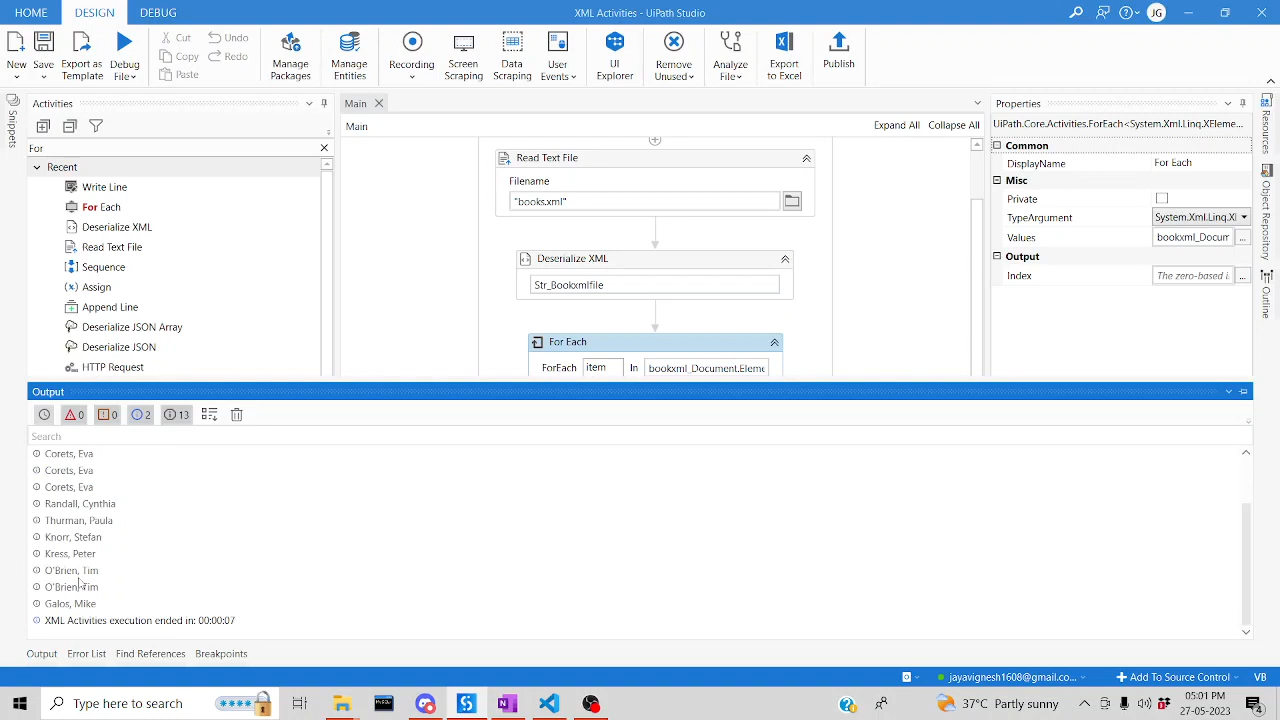 HOME DESIGN DEBUG XML Activities - UiPath Studio JG
New Save Export as Template Debug File Cut Copy Paste Undo Redo Manage Packages Manage Entities Recording Screen Scraping Data Scraping User Events UI Explorer Remove Unused Analyze File Export to Excel Publish
Snippets
Activities
For
Recent
Write Line
For Each
Deserialize XML
Read Text File
Sequence
Assign
Append Line
Deserialize JSON Array
Deserialize JSON
HTTP Request
Main
Main Expand All Collapse All
Read Text File
Filename
"books.xml"
Deserialize XML
Str_Bookxmlfile
For Each
ForEach item In bookxml_Document.Eleme
Properties
UiPath.Core.Activities.ForEach<System.Xml.Linq.XEleme...
Common
DisplayName For Each
Misc
Private
TypeArgument System.Xml.Linq.XI
Values bookxml_Docum ...
Output
Index The zero-based i. ...
Resources
Object Repository
Outline
Output
0 0 2 13
Search
Corets, Eva
Corets, Eva
Corets, Eva
Randall, Cynthia
Thurman, Paula
Knorr, Stefan
Kress, Peter
O'Brien, Tim
O'Brien, Tim
Galos, Mike
XML Activities execution ended in: 00:00:07
Output Error List Find References Breakpoints
jayavignesh1608@gmail.co... Add To Source Control VB
Type here to search 37°C Partly sunny 05:01 PM
27-05-2023 4